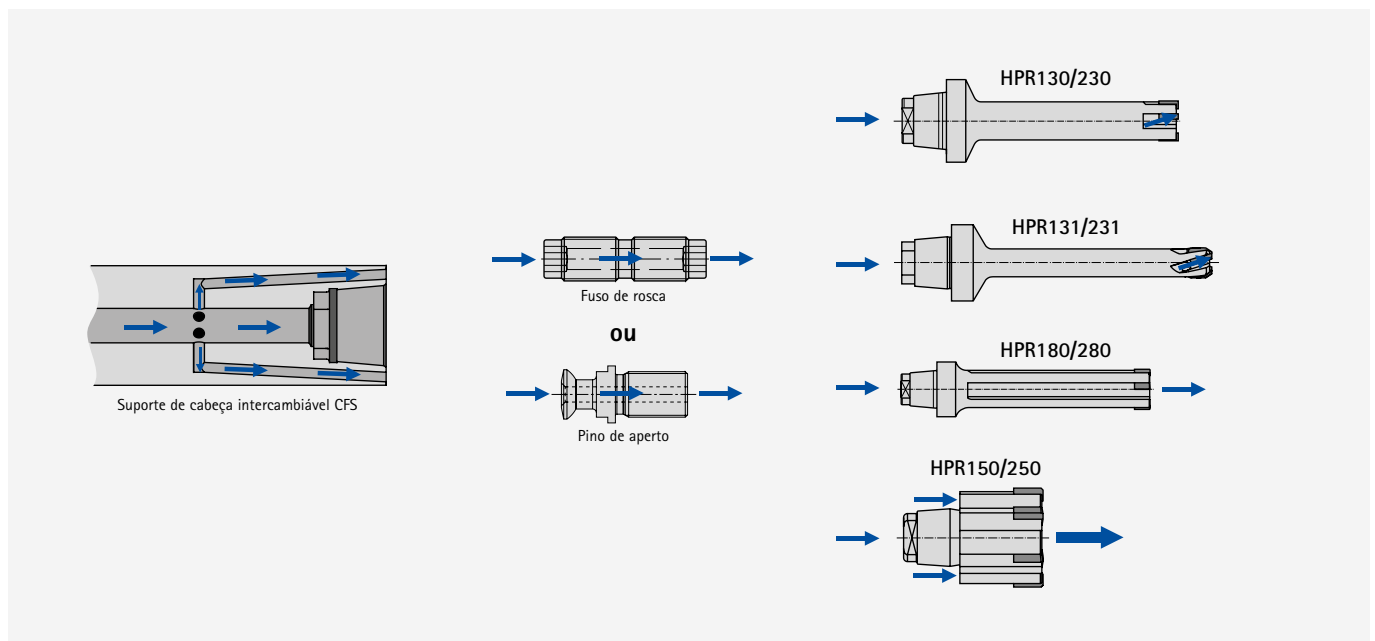 Suporte de cabeça intercambiável CFS
Fuso de rosca
ou
Pino de aperto
HPR130/230
HPR131/231
HPR180/280
HPR150/250